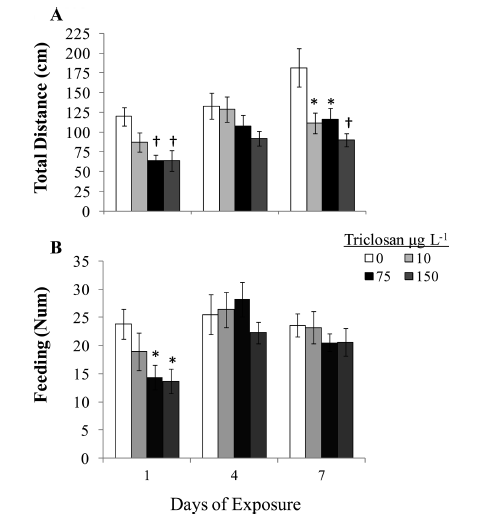 A
Total Distance (cm)
225
200
175
150
125
100
75
50
25
0
† †
* * †
Triclosan µg L-1
0 10
75 150
B
Feeding (Num)
35
30
25
20
15
10
5
0
* *
1 4 7
Days of Exposure